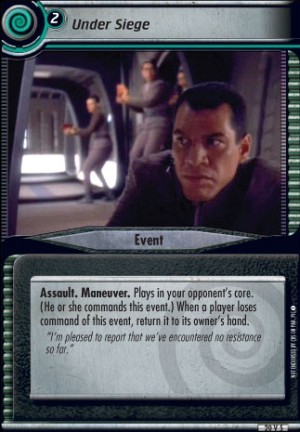 2
Under Siege
Event
Assault. Maneuver. Plays in your opponent's core.
(He or she commands this event.) When a player loses
command of this event, return it to its owner's hand.
"I'm pleased to report that we've encountered no resistance
so far."
20 V 5